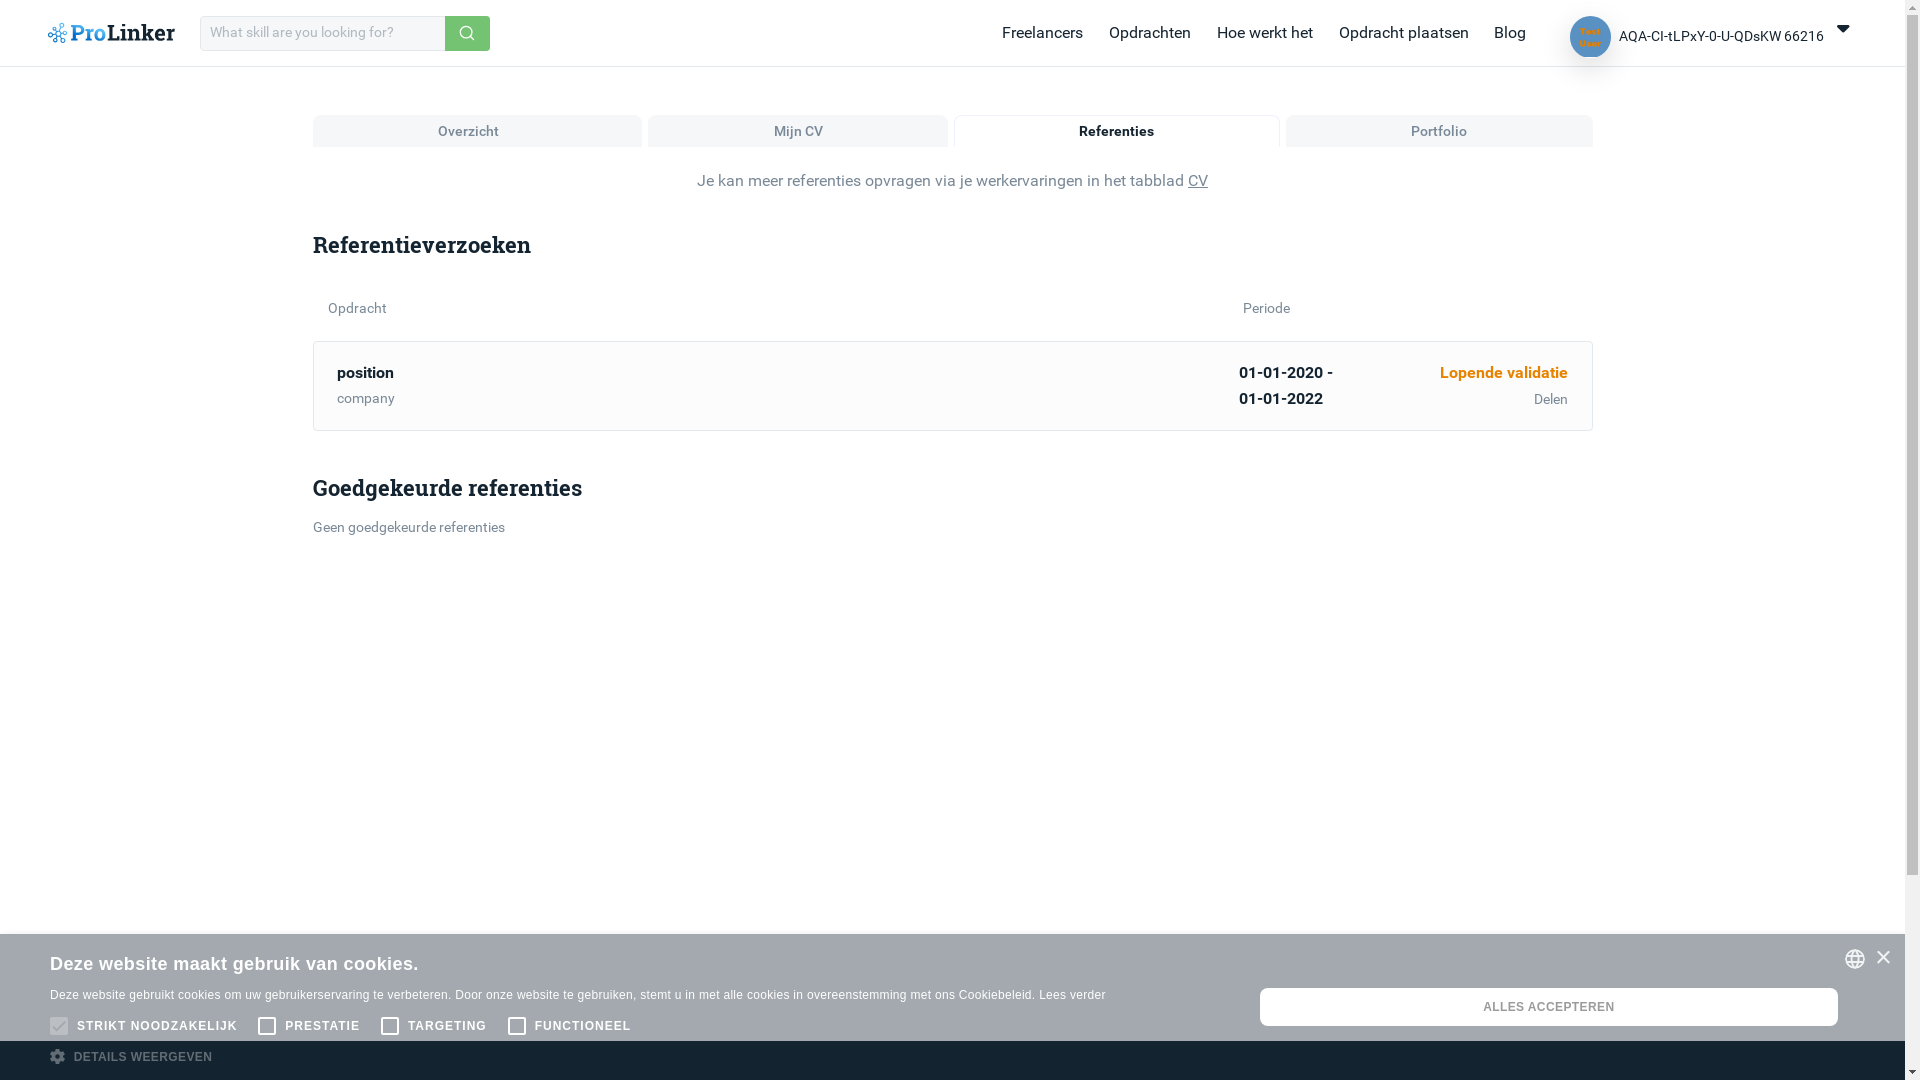 ProLinker
What skill are you looking for?
Freelancers
Opdrachten
Hoe werkt het
Opdracht plaatsen
Blog
Test
User
AQA-CI-tLPxY-0-U-QDsKW 66216
Overzicht
Mijn CV
Referenties
Portfolio
Je kan meer referenties opvragen via je werkervaringen in het tabblad CV
Referentieverzoeken
Opdracht
Periode
position
company
01-01-2020 -
01-01-2022
Lopende validatie
Delen
Goedgekeurde referenties
Geen goedgekeurde referenties
Deze website maakt gebruik van cookies.
Deze website gebruikt cookies om uw gebruikerservaring te verbeteren. Door onze website te gebruiken, stemt u in met alle cookies in overeenstemming met ons Cookiebeleid. Lees verder
STRIKT NOODZAKELIJK
PRESTATIE
TARGETING
FUNCTIONEEL
DETAILS WEERGEVEN
ALLES ACCEPTEREN